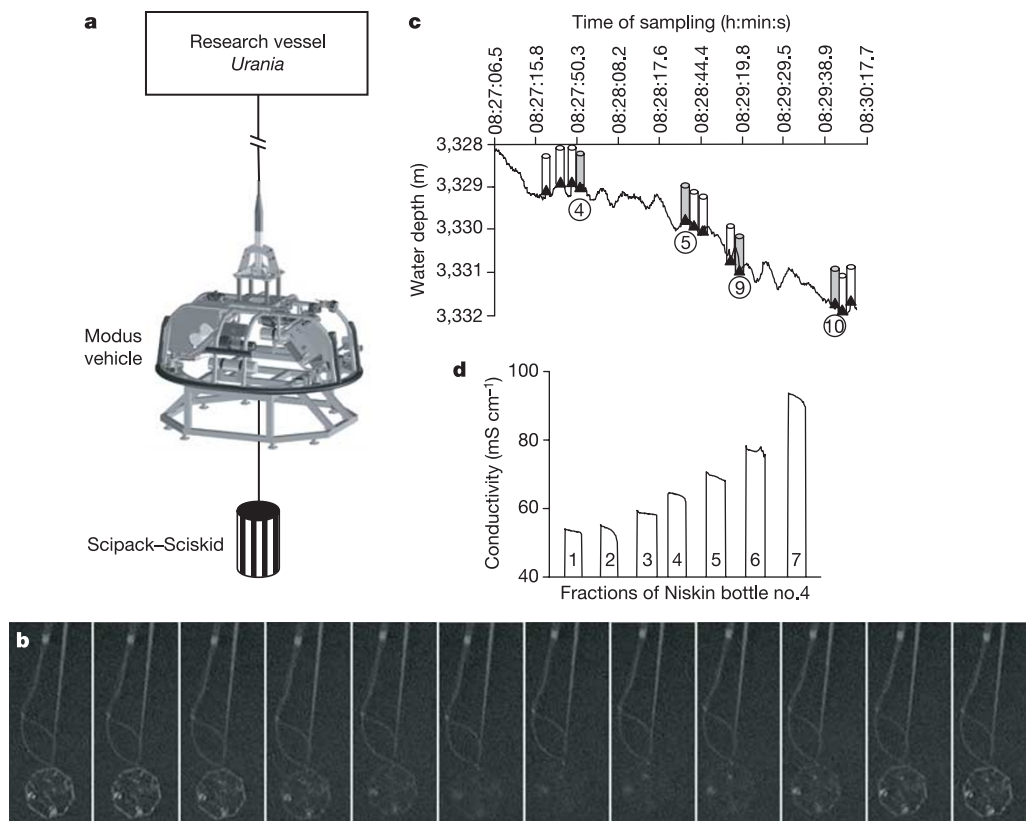 a
Research vessel
Urania
Modus
vehicle
Scipack–Sciskid
c
Time of sampling (h:min:s)
08:27:06.5
08:27:15.8
08:27:50.3
08:28:08.2
08:28:17.6
08:28:44.4
08:29:19.8
08:29:29.5
08:29:38.9
08:30:17.7
Water depth (m)
3,328
3,329
3,330
3,331
3,332
4
5
9
10
d
Conductivity (mS cm–1)
100
80
60
40
1 2 3 4 5 6 7
Fractions of Niskin bottle no.4
b